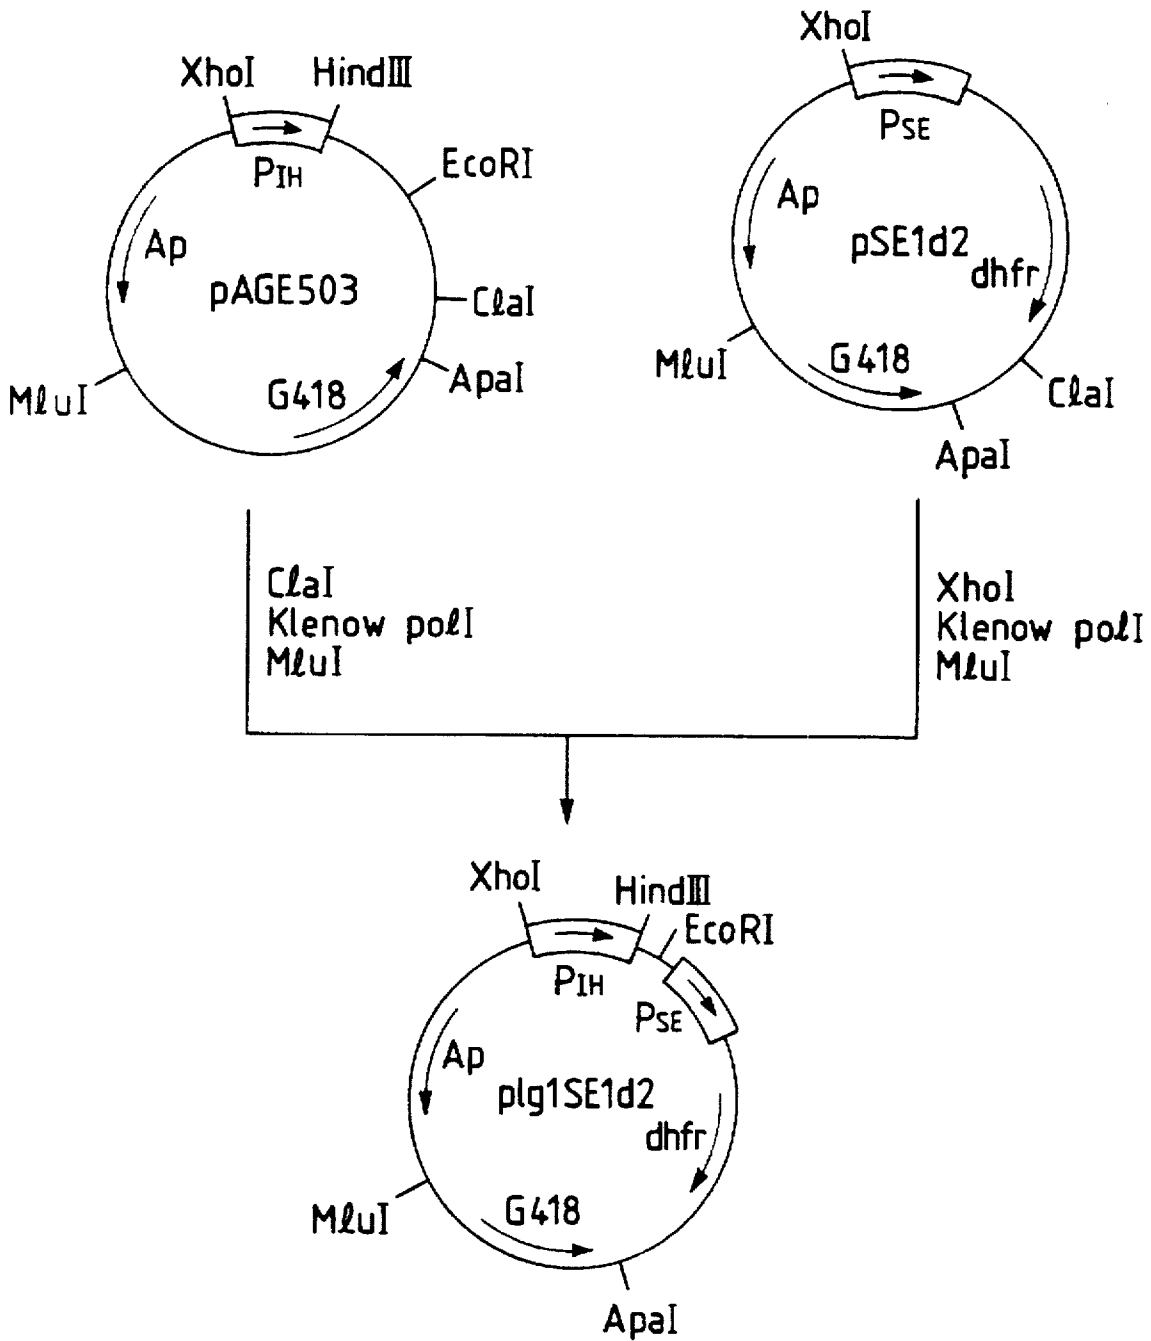 XhoI
HindIII
PIH
EcoRI
Ap
pAGE503
ClaI
ApaI
G418
MluI
XhoI
PSE
Ap
pSE1d2
dhfr
MluI
G418
ClaI
ApaI
ClaI
Klenow polI
MluI
XhoI
Klenow polI
MluI
XhoI
HindIII
EcoRI
PIH
PSE
Ap
pIg1SE1d2
dhfr
MluI
G418
ApaI